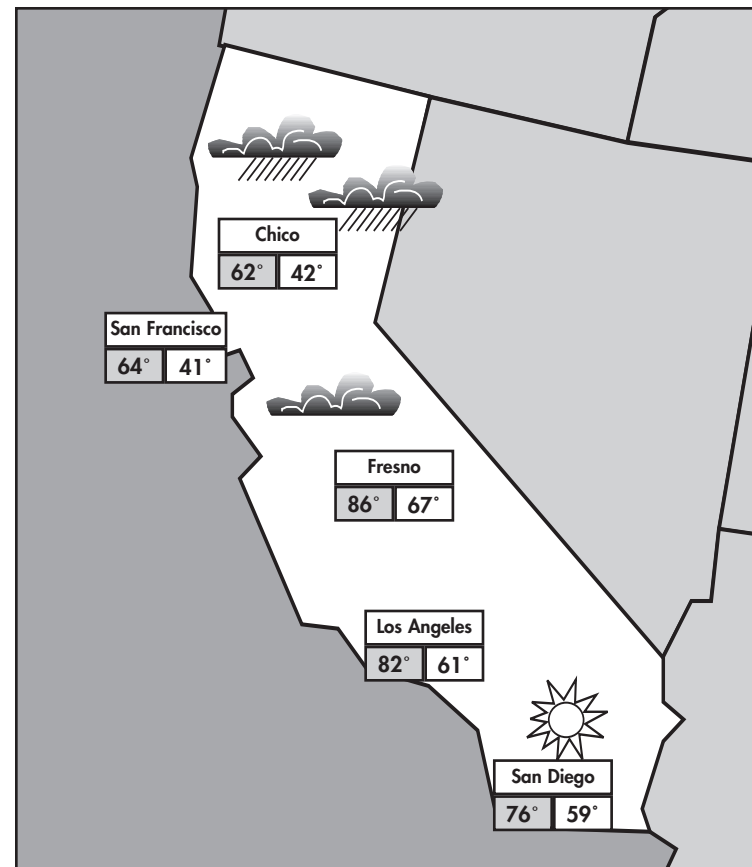 Chico
62° 42°
San Francisco
64° 41°
Fresno
86° 67°
Los Angeles
82° 61°
San Diego
76° 59°